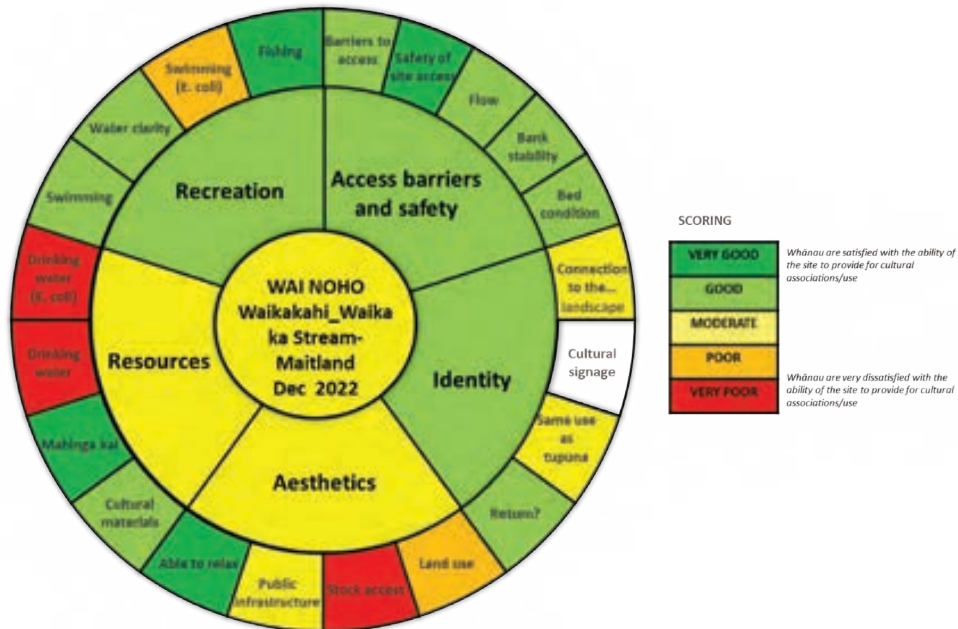 Fishing
Barriers to
access
Safety of
site access
Flow
Bank
stability
Bed
condition
Connection
to the...
landscape
Cultural
signage
Same use
as
tupuna
Return?
Land use
Stock access
Public
infrastructure
Able to relax
Cultural
materials
Mahinga kai
Drinking
water
Drinking
water
(E. coli)
Swimming
Water clarity
Swimming
(E. coli)
Recreation
Access barriers
and safety
Identity
Aesthetics
Resources
WAI NOHO
Waikakahi_Waika
ka Stream-
Maitland
Dec 2022
SCORING
VERY GOOD
GOOD
MODERATE
POOR
VERY POOR
Whānau are satisfied with the ability of
the site to provide for cultural
associations/use
Whānau are very dissatisfied with the
ability of the site to provide for cultural
associations/use